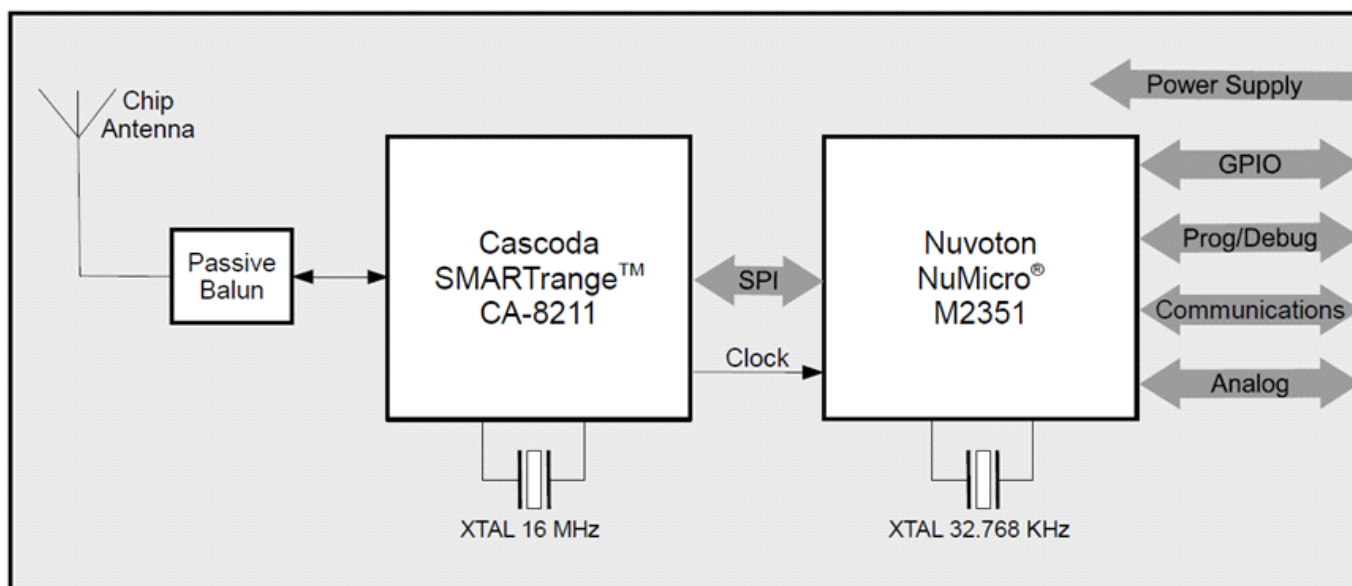 Chip
Antenna
Passive
Balun
Cascoda
SMARTrange™
CA-8211
SPI
Clock
Nuvoton
NuMicro®
M2351
Power Supply
GPIO
Prog/Debug
Communications
Analog
XTAL 16 MHz
XTAL 32.768 KHz